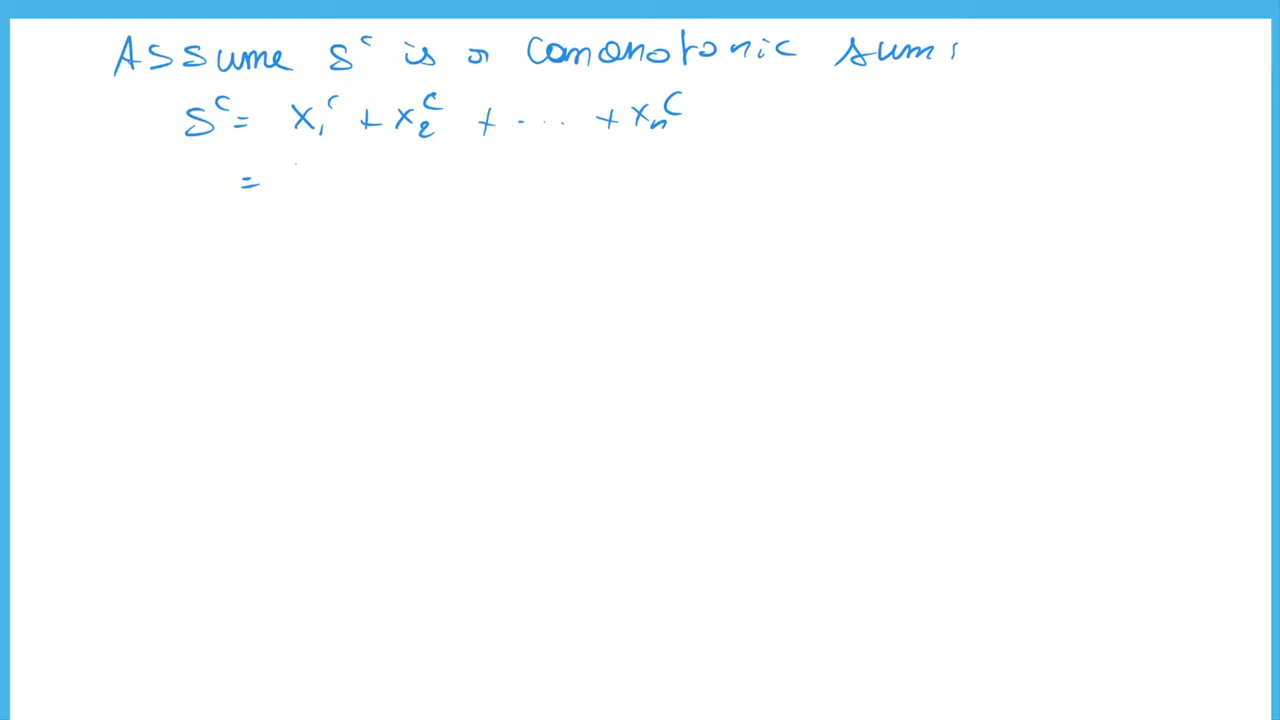 Assume S^c is a comonotonic sum:
S^c = X_1^c + X_2^c + ... + X_n^c
=